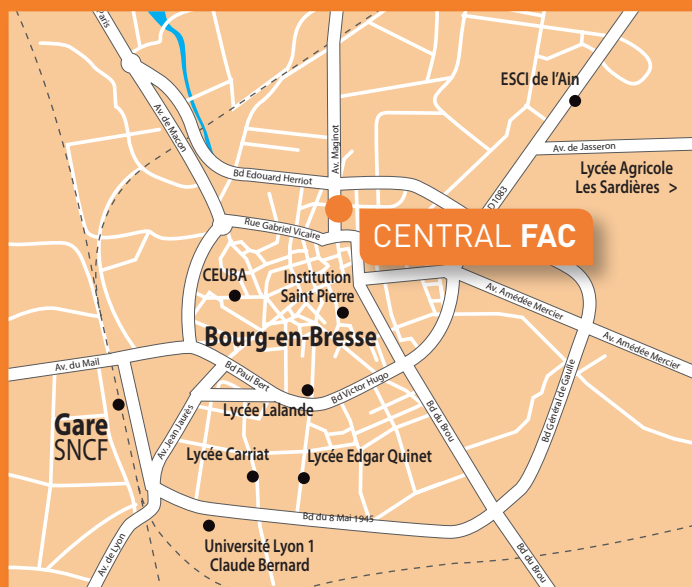 Paris
ESCI de l'Ain
Av. de Macon
Av. Maginot
Av. de Jasseron
Bd Edouard Herriot
Lycée Agricole
Les Sardières >
D1083
Rue Gabriel Vicaire
CENTRAL FAC
CEUBA
Institution
Saint Pierre
Av. Amédée Mercier
Bourg-en-Bresse
Av. Amédée Mercier
Av. du Mail
Bd Paul Bert
Bd Victor Hugo
Bd Général de Gaulle
Lycée Lalande
Bd du Brou
Gare
SNCF
Av. Jean Jaurès
Lycée Carriat
Lycée Edgar Quinet
Bd du 8 Mai 1945
Av. de Lyon
Université Lyon 1
Claude Bernard
Bd du Brou